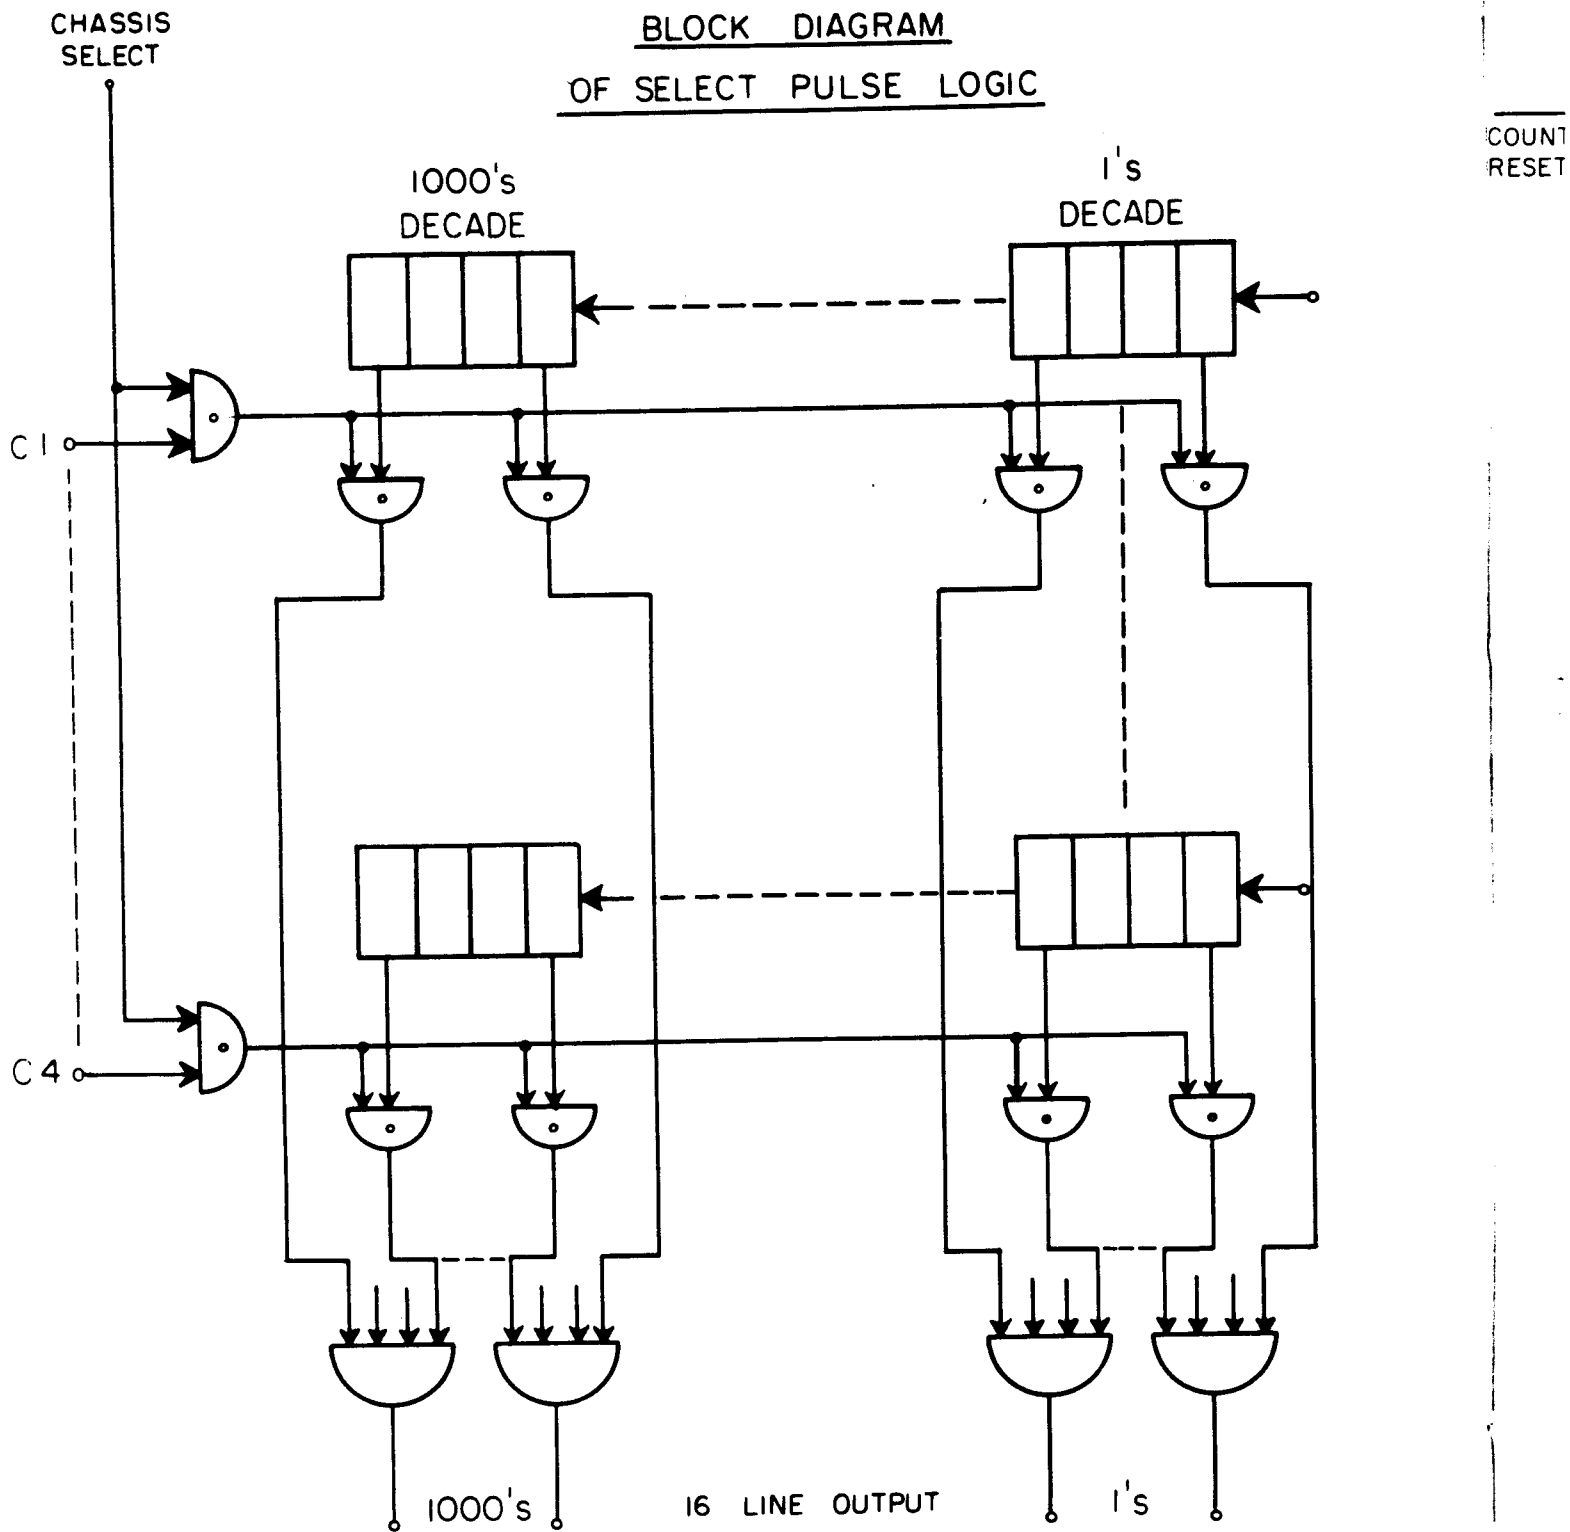 CHASSIS
SELECT
BLOCK DIAGRAM
OF SELECT PULSE LOGIC
COUNT
RESET
1000's
DECADE
1's
DECADE
C1
C4
1000's
16 LINE OUTPUT
1's